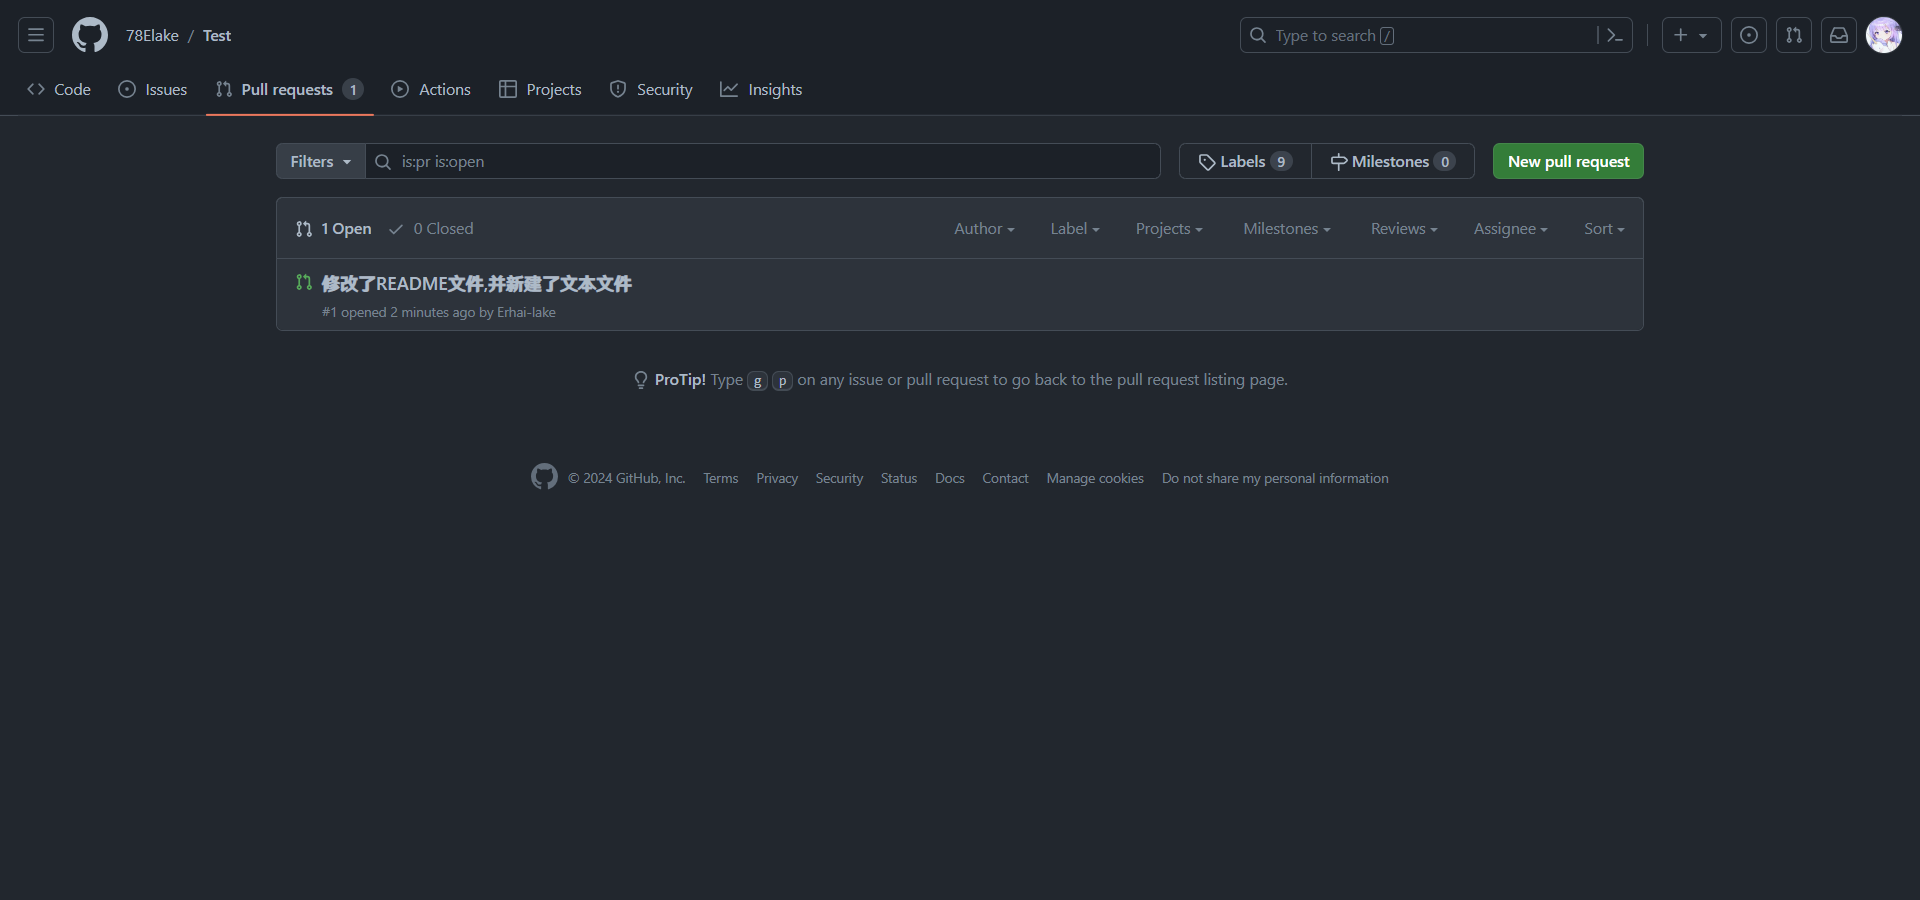 78Elake / Test
Type to search /
Code Issues Pull requests 1 Actions Projects Security Insights
Filters is:pr is:open Labels 9 Milestones 0 New pull request
1 Open 0 Closed Author Label Projects Milestones Reviews Assignee Sort
修改了README文件,并新建了文本文件
#1 opened 2 minutes ago by Erhai-lake
ProTip! Type g p on any issue or pull request to go back to the pull request listing page.
© 2024 GitHub, Inc. Terms Privacy Security Status Docs Contact Manage cookies Do not share my personal information